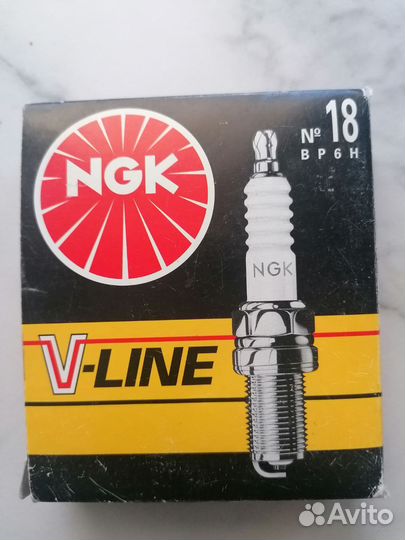 NGK
№ 18
BP6H
NGK
V-LINE
Avito